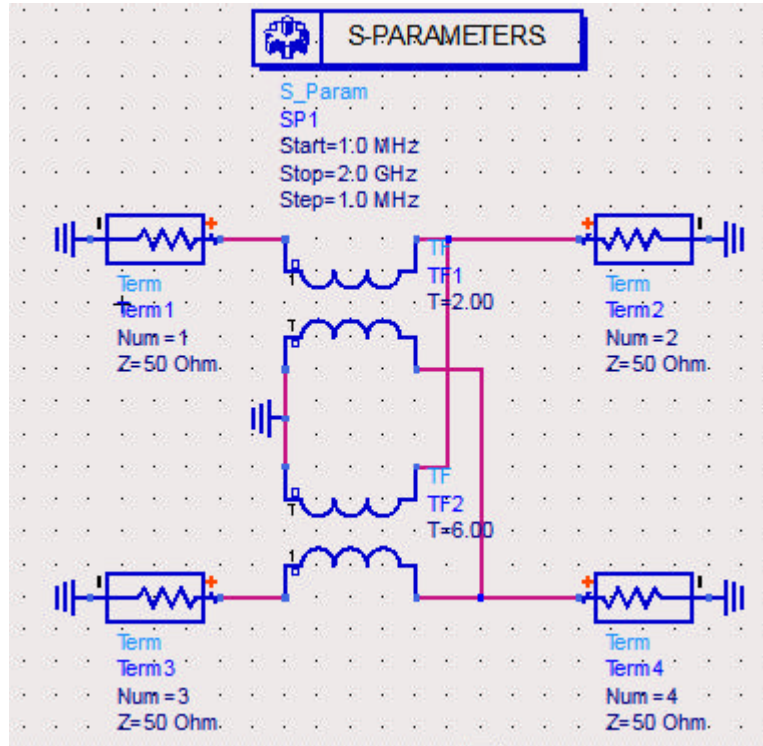 S-PARAMETERS
S_Param
SP1
Start=1.0 MHz
Stop=2.0 GHz
Step=1.0 MHz
Term
Term1
Num=1
Z=50 Ohm
1
T
TF
TF1
T=2.00
Term
Term2
Num=2
Z=50 Ohm
T
1
TF
TF2
T=6.00
Term
Term3
Num=3
Z=50 Ohm
Term
Term4
Num=4
Z=50 Ohm